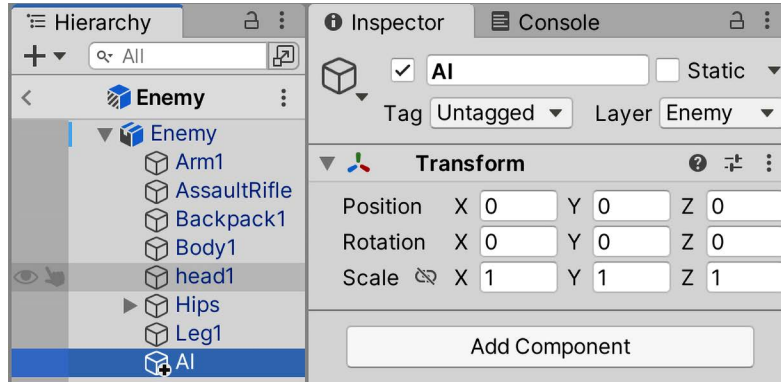 Hierarchy
All
Enemy
Enemy
Arm1
AssaultRifle
Backpack1
Body1
head1
Hips
Leg1
AI
Inspector
Console
AI
Static
Tag Untagged Layer Enemy
Transform
Position X 0 Y 0 Z 0
Rotation X 0 Y 0 Z 0
Scale X 1 Y 1 Z 1
Add Component